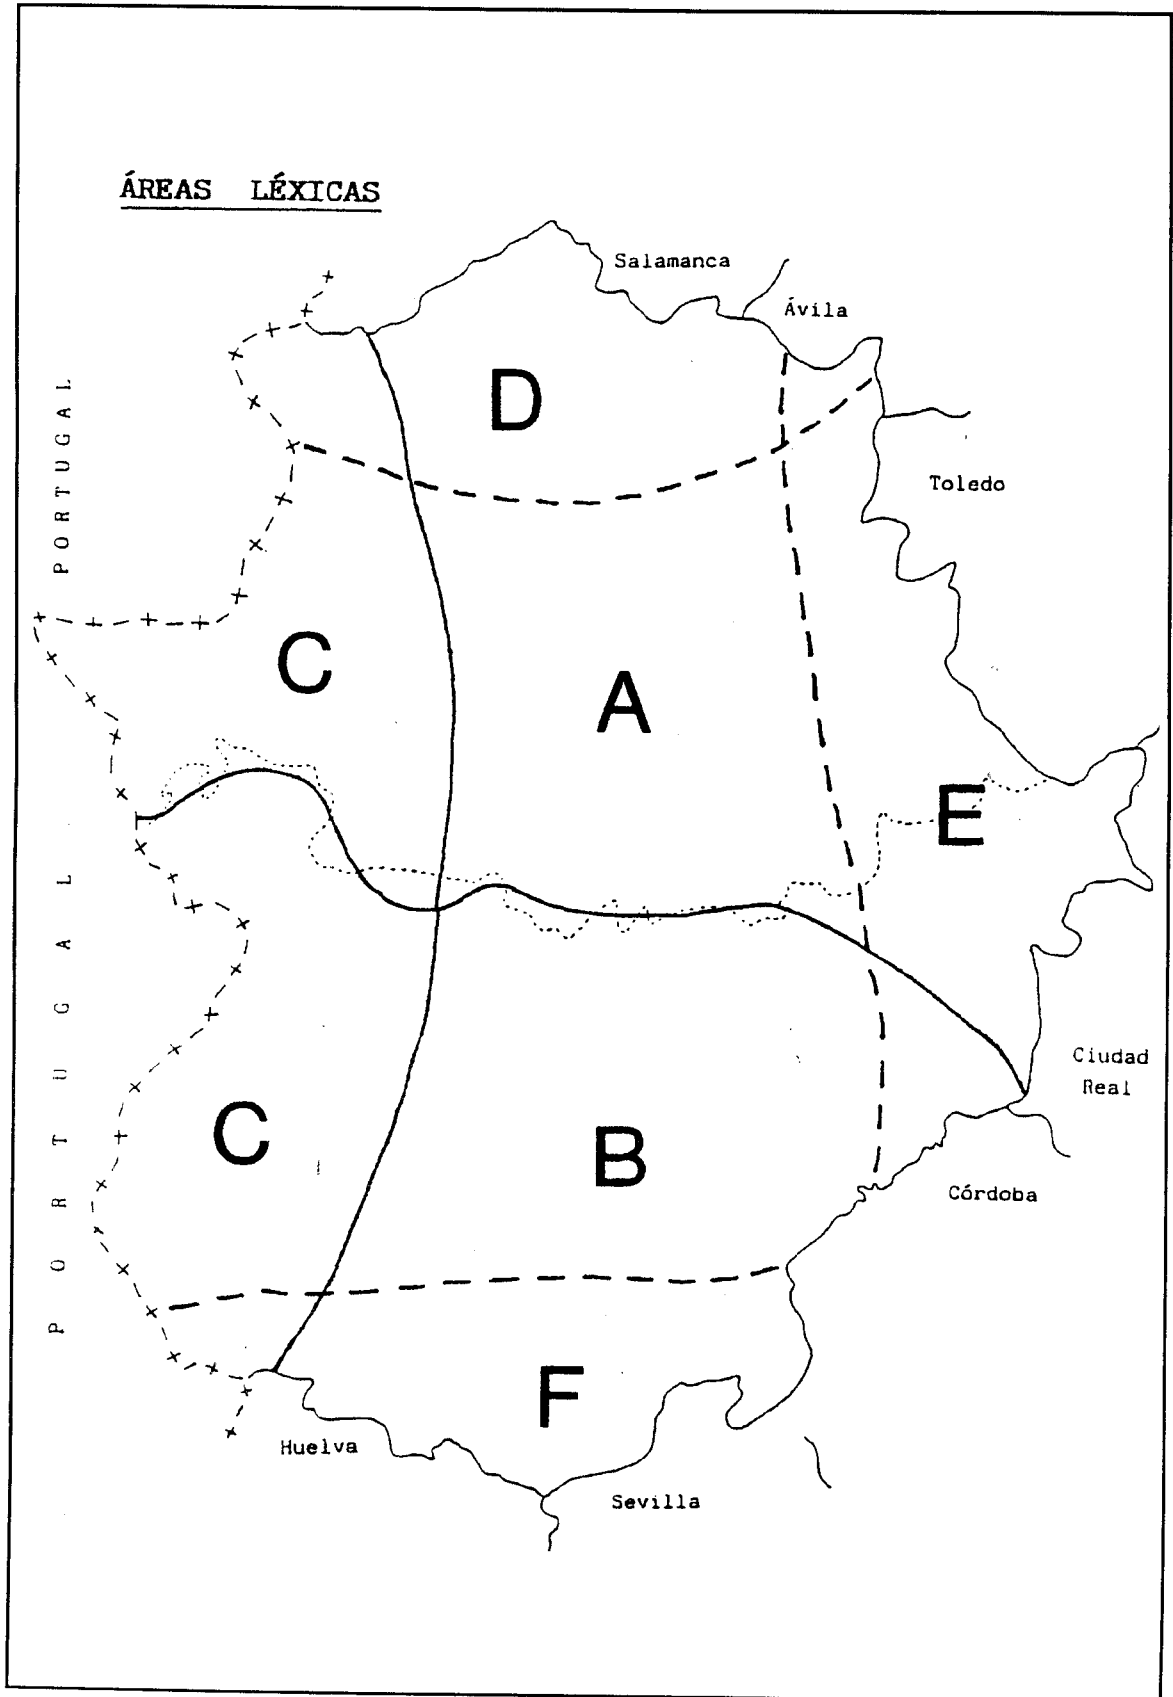 ÁREAS LÉXICAS
Salamanca
Ávila
D
PORTUGAL
Toledo
C
A
E
PORTUGAL
Ciudad
Real
C
B
Córdoba
F
Huelva
Sevilla